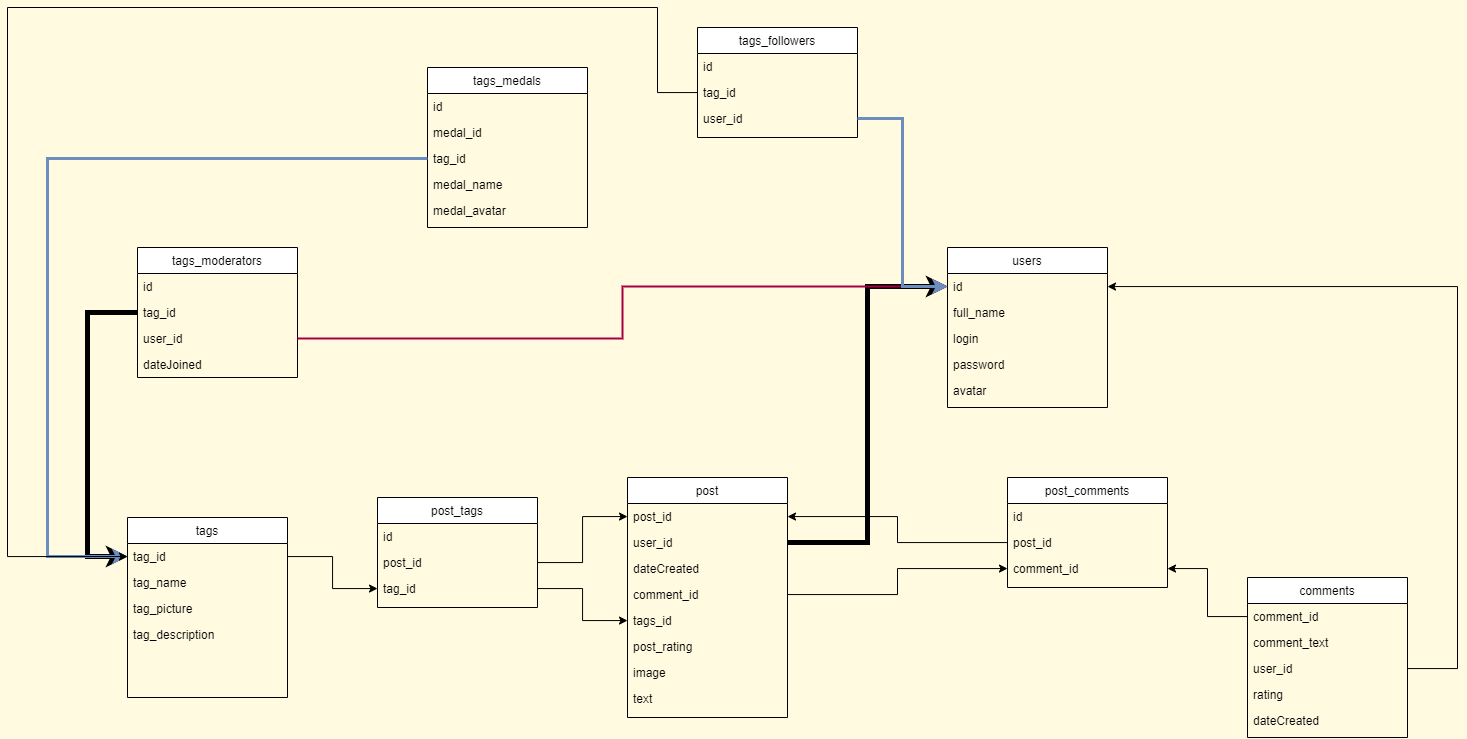 tags_followers
id
tag_id
user_id
tags_medals
id
medal_id
tag_id
medal_name
medal_avatar
tags_moderators
id
tag_id
user_id
dateJoined
users
id
full_name
login
password
avatar
tags
tag_id
tag_name
tag_picture
tag_description
post_tags
id
post_id
tag_id
post
post_id
user_id
dateCreated
comment_id
tags_id
post_rating
image
text
post_comments
id
post_id
comment_id
comments
comment_id
comment_text
user_id
rating
dateCreated